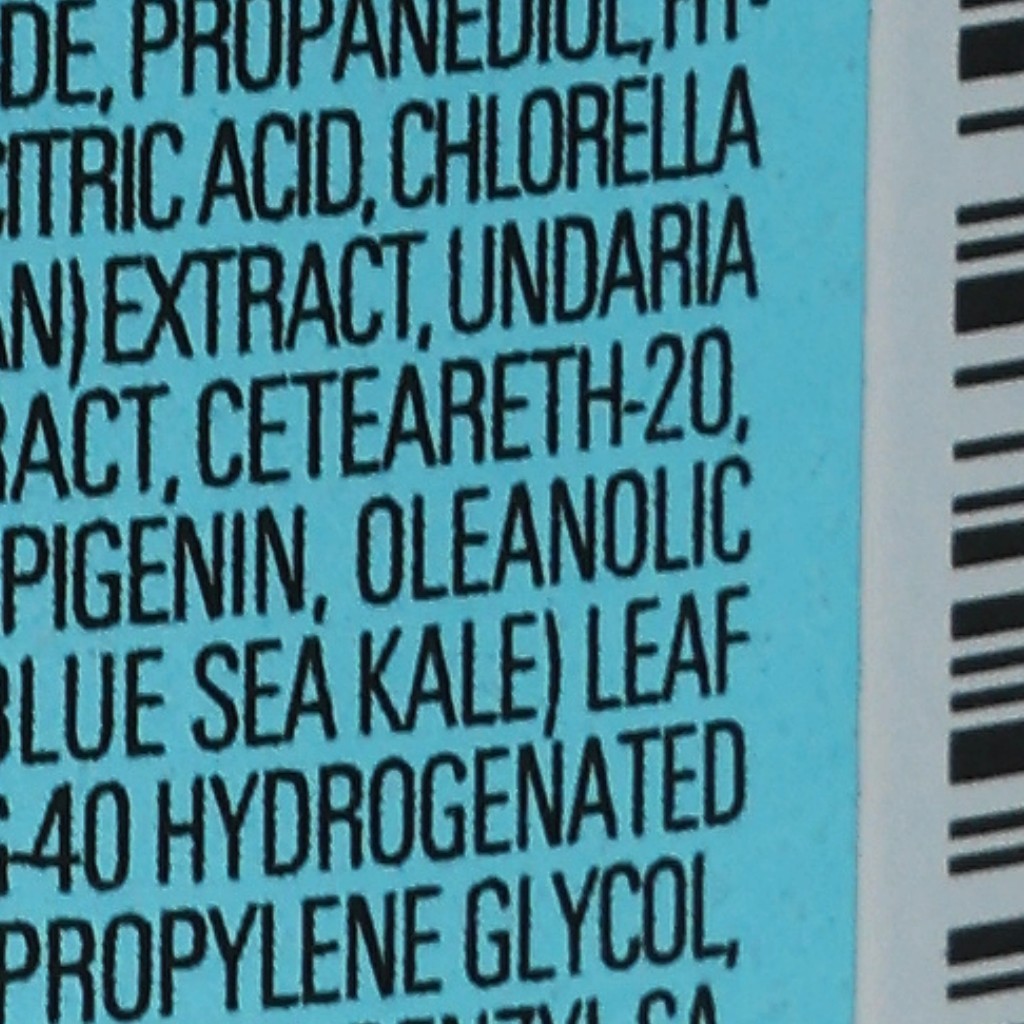 DE, PROPANEDIOL, HY-
CITRIC ACID, CHLORELLA
AN) EXTRACT, UNDARIA
RACT, CETEARETH-20,
PIGENIN, OLEANOLIC
BLUE SEA KALE) LEAF
G-40 HYDROGENATED
PROPYLENE GLYCOL,